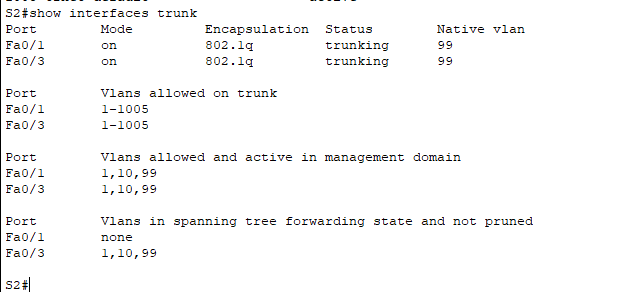 S2#show interfaces trunk
Port        Mode         Encapsulation  Status        Native vlan
Fa0/1       on           802.1q         trunking      99
Fa0/3       on           802.1q         trunking      99
Port        Vlans allowed on trunk
Fa0/1       1-1005
Fa0/3       1-1005
Port        Vlans allowed and active in management domain
Fa0/1       1,10,99
Fa0/3       1,10,99
Port        Vlans in spanning tree forwarding state and not pruned
Fa0/1       none
Fa0/3       1,10,99
S2#